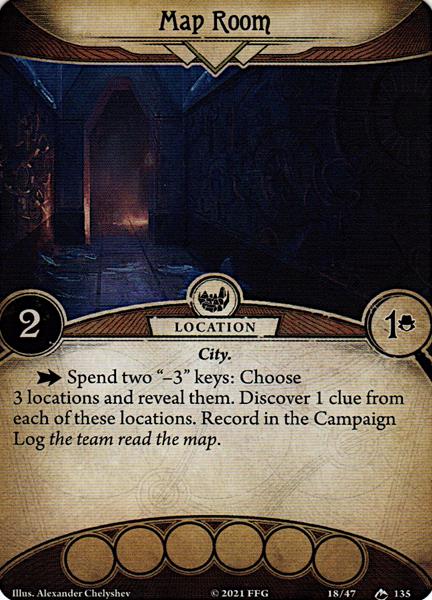 Map Room
2
LOCATION
1
City.
Spend two “–3” keys: Choose
3 locations and reveal them. Discover 1 clue from
each of these locations. Record in the Campaign
Log the team read the map.
Illus. Alexander Chelyshev © 2021 FFG 18/47 135